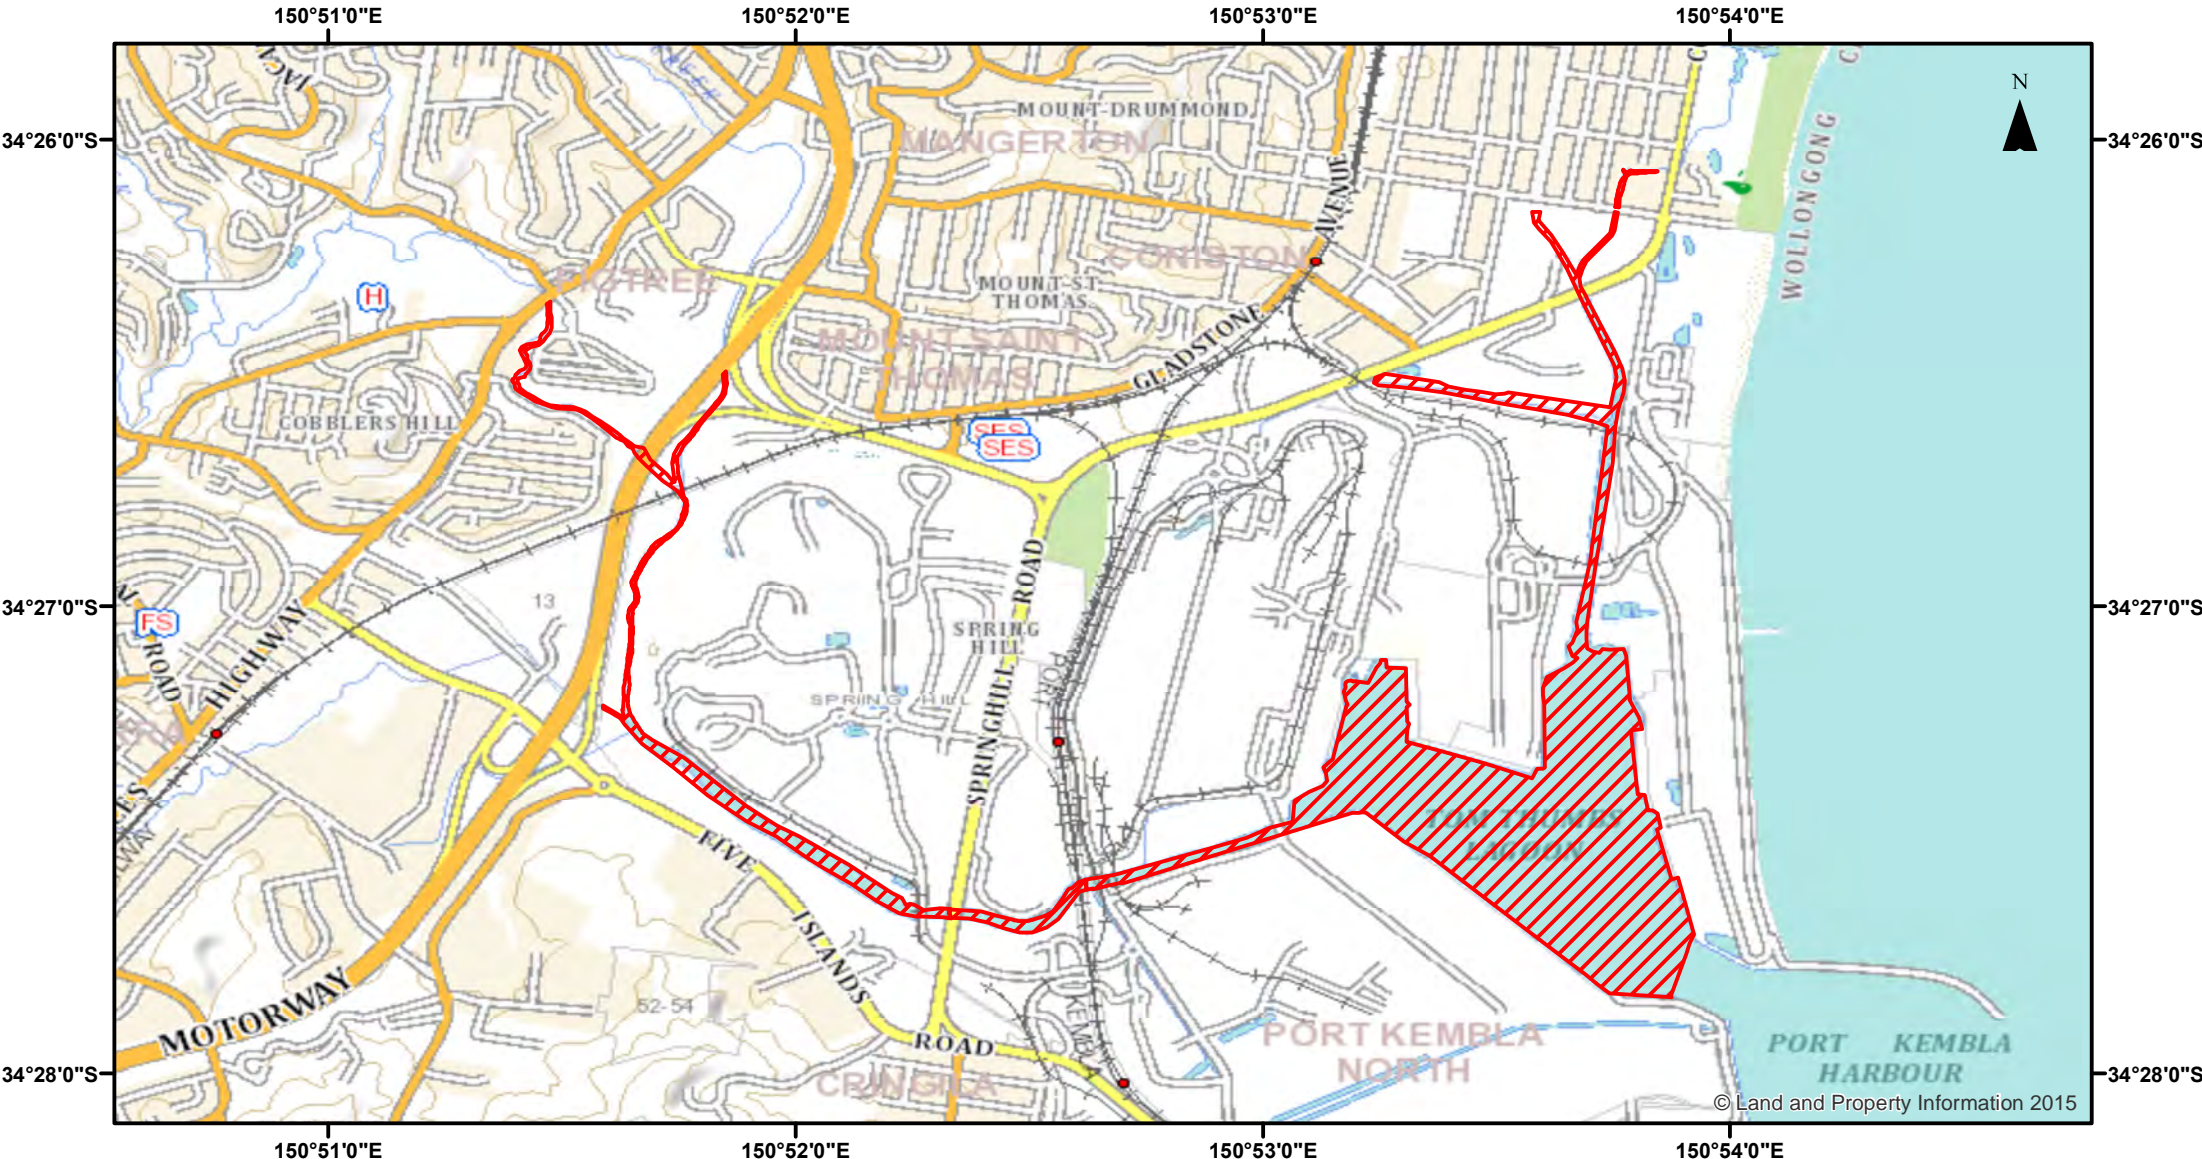 150°51'0"E
150°52'0"E
150°53'0"E
150°54'0"E
34°26'0"S
34°26'0"S
N
MOUNT DRUMMOND
MANGERTON
AVENUE
WOLLONGONG
CONISTON
FIGTREE
H
MOUNT ST
THOMAS
MOUNT SAINT
THOMAS
GLADSTONE
COBBLERS HILL
SES
SES
34°27'0"S
34°27'0"S
13
FS
ROAD
HIGHWAY
SPRING
HILL
SPRING HILL
SPRINGHILL ROAD
PORT
TOM THUMBS
LAGOON
FIVE
ISLANDS
ROAD
MOTORWAY
52-54
KEMBLA
PORT KEMBLA
NORTH
CRINGILA
PORT KEMBLA
HARBOUR
34°28'0"S
34°28'0"S
© Land and Property Information 2015
150°51'0"E
150°52'0"E
150°53'0"E
150°54'0"E